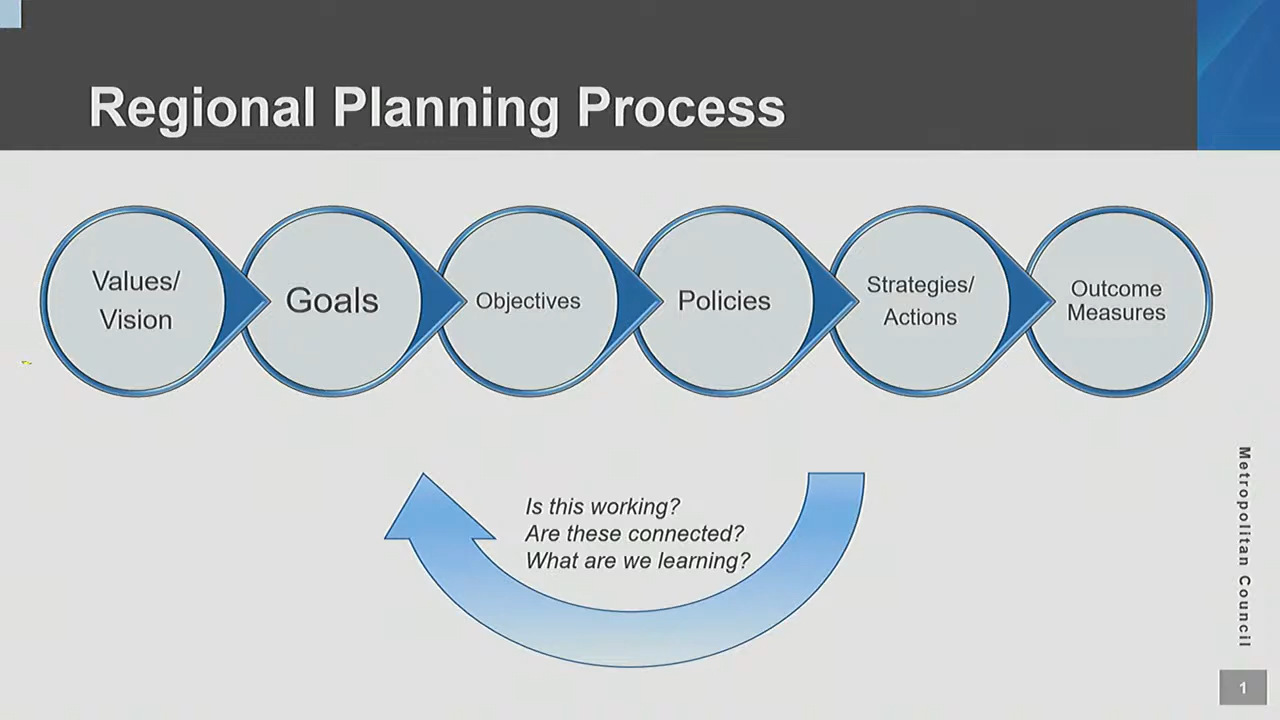 Regional Planning Process
Values/
Vision
Goals
Objectives
Policies
Strategies/
Actions
Outcome
Measures
Is this working?
Are these connected?
What are we learning?
Metropolitan Council
1